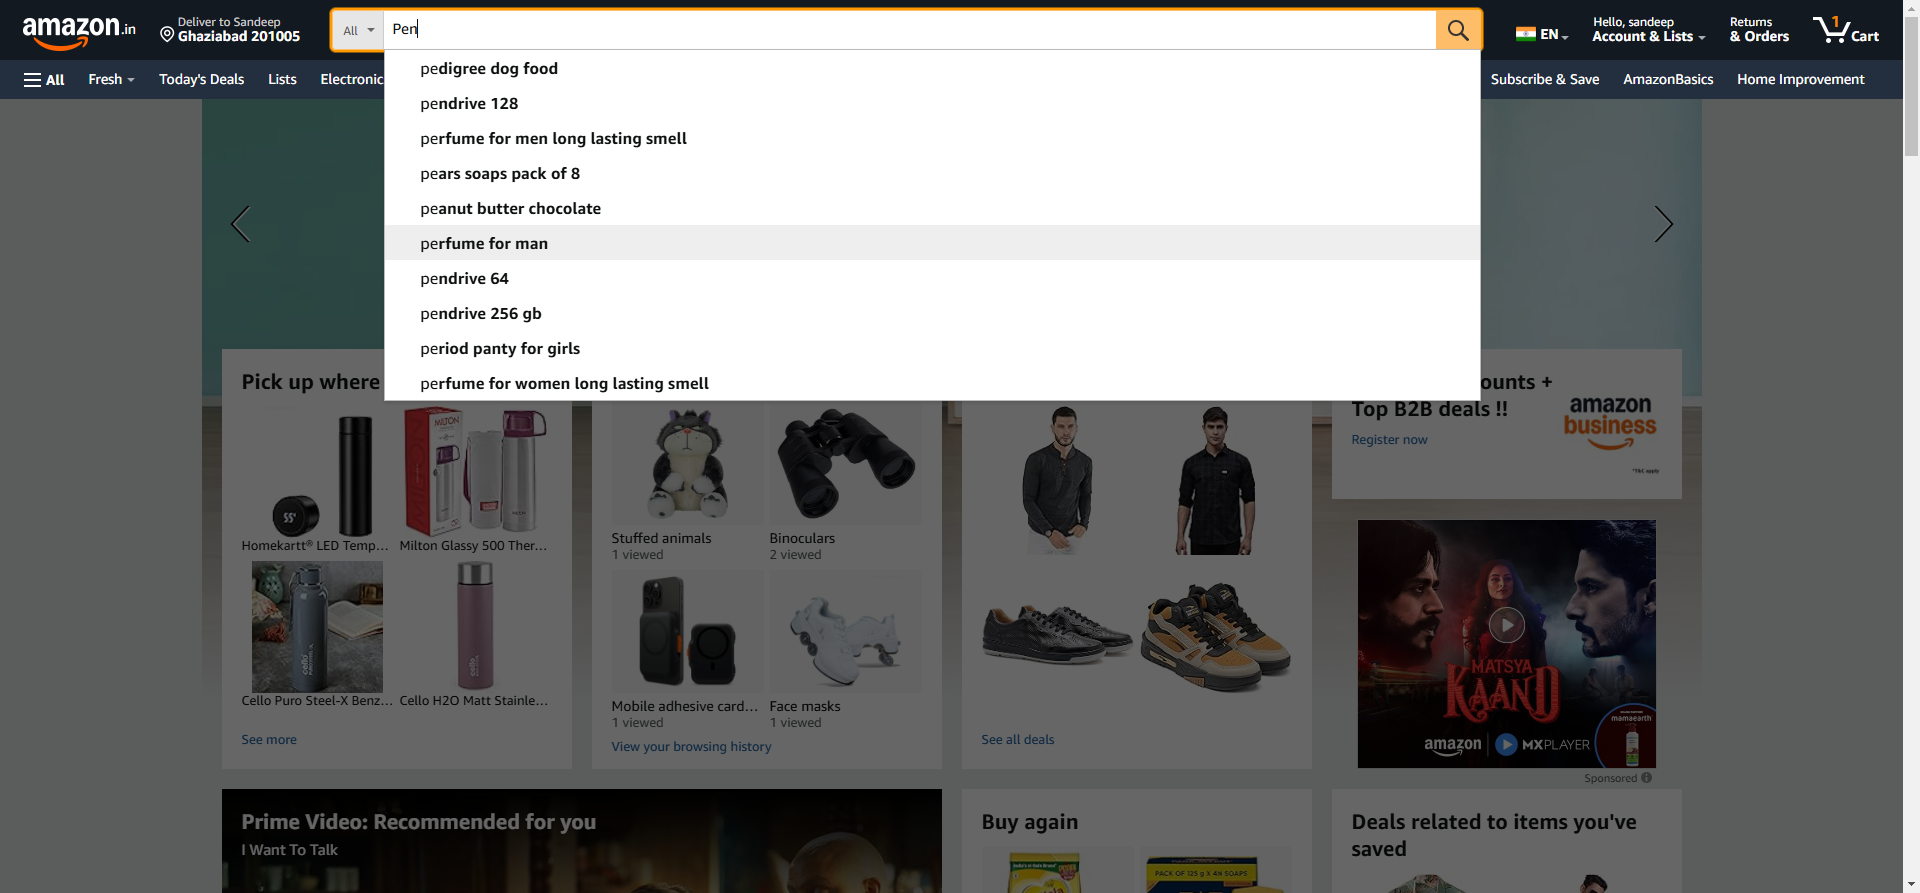 amazon.in
Deliver to Sandeep
Ghaziabad 201005
All
Pen
EN
Hello, sandeep
Account & Lists
Returns
& Orders
1
Cart
All
Fresh
Today's Deals
Lists
Electronic
Subscribe & Save
AmazonBasics
Home Improvement
pedigree dog food
pendrive 128
perfume for men long lasting smell
pears soaps pack of 8
peanut butter chocolate
perfume for man
pendrive 64
pendrive 256 gb
period panty for girls
perfume for women long lasting smell
Pick up where
MILTON
SS'
Homekartt® LED Temp...
Milton Glassy 500 Ther...
cello
Cello Puro Steel-X Benz...
Cello H2O Matt Stainle...
See more
Stuffed animals
1 viewed
Binoculars
2 viewed
Mobile adhesive card...
1 viewed
Face masks
1 viewed
View your browsing history
See all deals
ounts +
Top B2B deals !!
Register now
amazon
business
*T&C apply
MATSYA
KAAND
amazon
MXPLAYER
mamaearth
Sponsored
Prime Video: Recommended for you
I Want To Talk
Buy again
PACK OF 125 g X 4N SOAPS
Deals related to items you've
saved